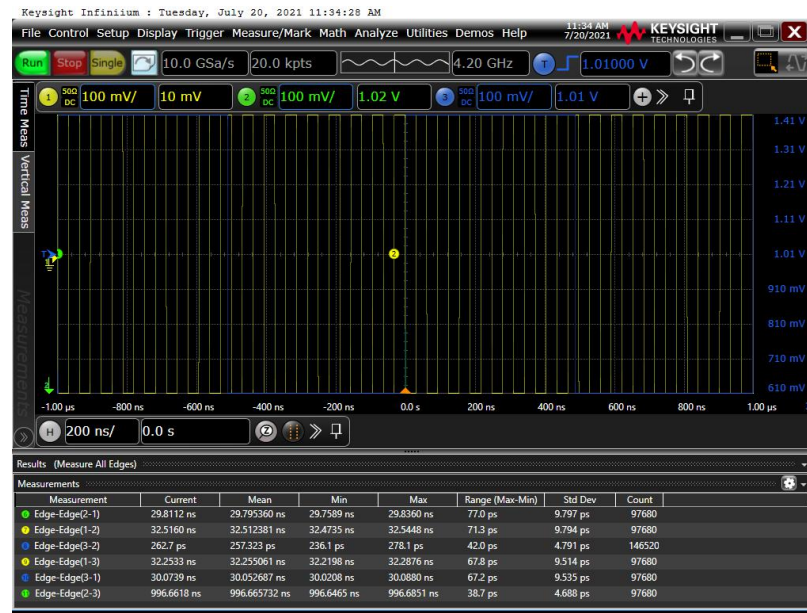 Keysight Infiniium : Tuesday, July 20, 2021 11:34:28 AM
File Control Setup Display Trigger Measure/Mark Math Analyze Utilities Demos Help 11:34 AM 7/20/2021 KEYSIGHT TECHNOLOGIES
Run Stop Single 10.0 GSa/s 20.0 kpts 4.20 GHz T 1.01000 V
1 50Ω DC 100 mV/ 10 mV 2 50Ω DC 100 mV/ 1.02 V 3 50Ω DC 100 mV/ 1.01 V
Time Meas
Vertical Meas
Measurements
1.41 V
1.31 V
1.21 V
1.11 V
1.01 V
910 mV
810 mV
710 mV
610 mV
2
-1.00 µs -800 ns -600 ns -400 ns -200 ns 0.0 s 200 ns 400 ns 600 ns 800 ns 1.00 µs
H 200 ns/ 0.0 s
Results (Measure All Edges)
Measurements
Measurement Current Mean Min Max Range (Max-Min) Std Dev Count
Edge-Edge(2-1) 29.8112 ns 29.795360 ns 29.7589 ns 29.8360 ns 77.0 ps 9.797 ps 97680
Edge-Edge(1-2) 32.5160 ns 32.512381 ns 32.4735 ns 32.5448 ns 71.3 ps 9.794 ps 97680
Edge-Edge(3-2) 262.7 ps 257.323 ps 236.1 ps 278.1 ps 42.0 ps 4.791 ps 146520
Edge-Edge(1-3) 32.2533 ns 32.255061 ns 32.2198 ns 32.2876 ns 67.8 ps 9.514 ps 97680
Edge-Edge(3-1) 30.0739 ns 30.052687 ns 30.0208 ns 30.0880 ns 67.2 ps 9.535 ps 97680
Edge-Edge(2-3) 996.6618 ns 996.665732 ns 996.6465 ns 996.6851 ns 38.7 ps 4.688 ps 97680